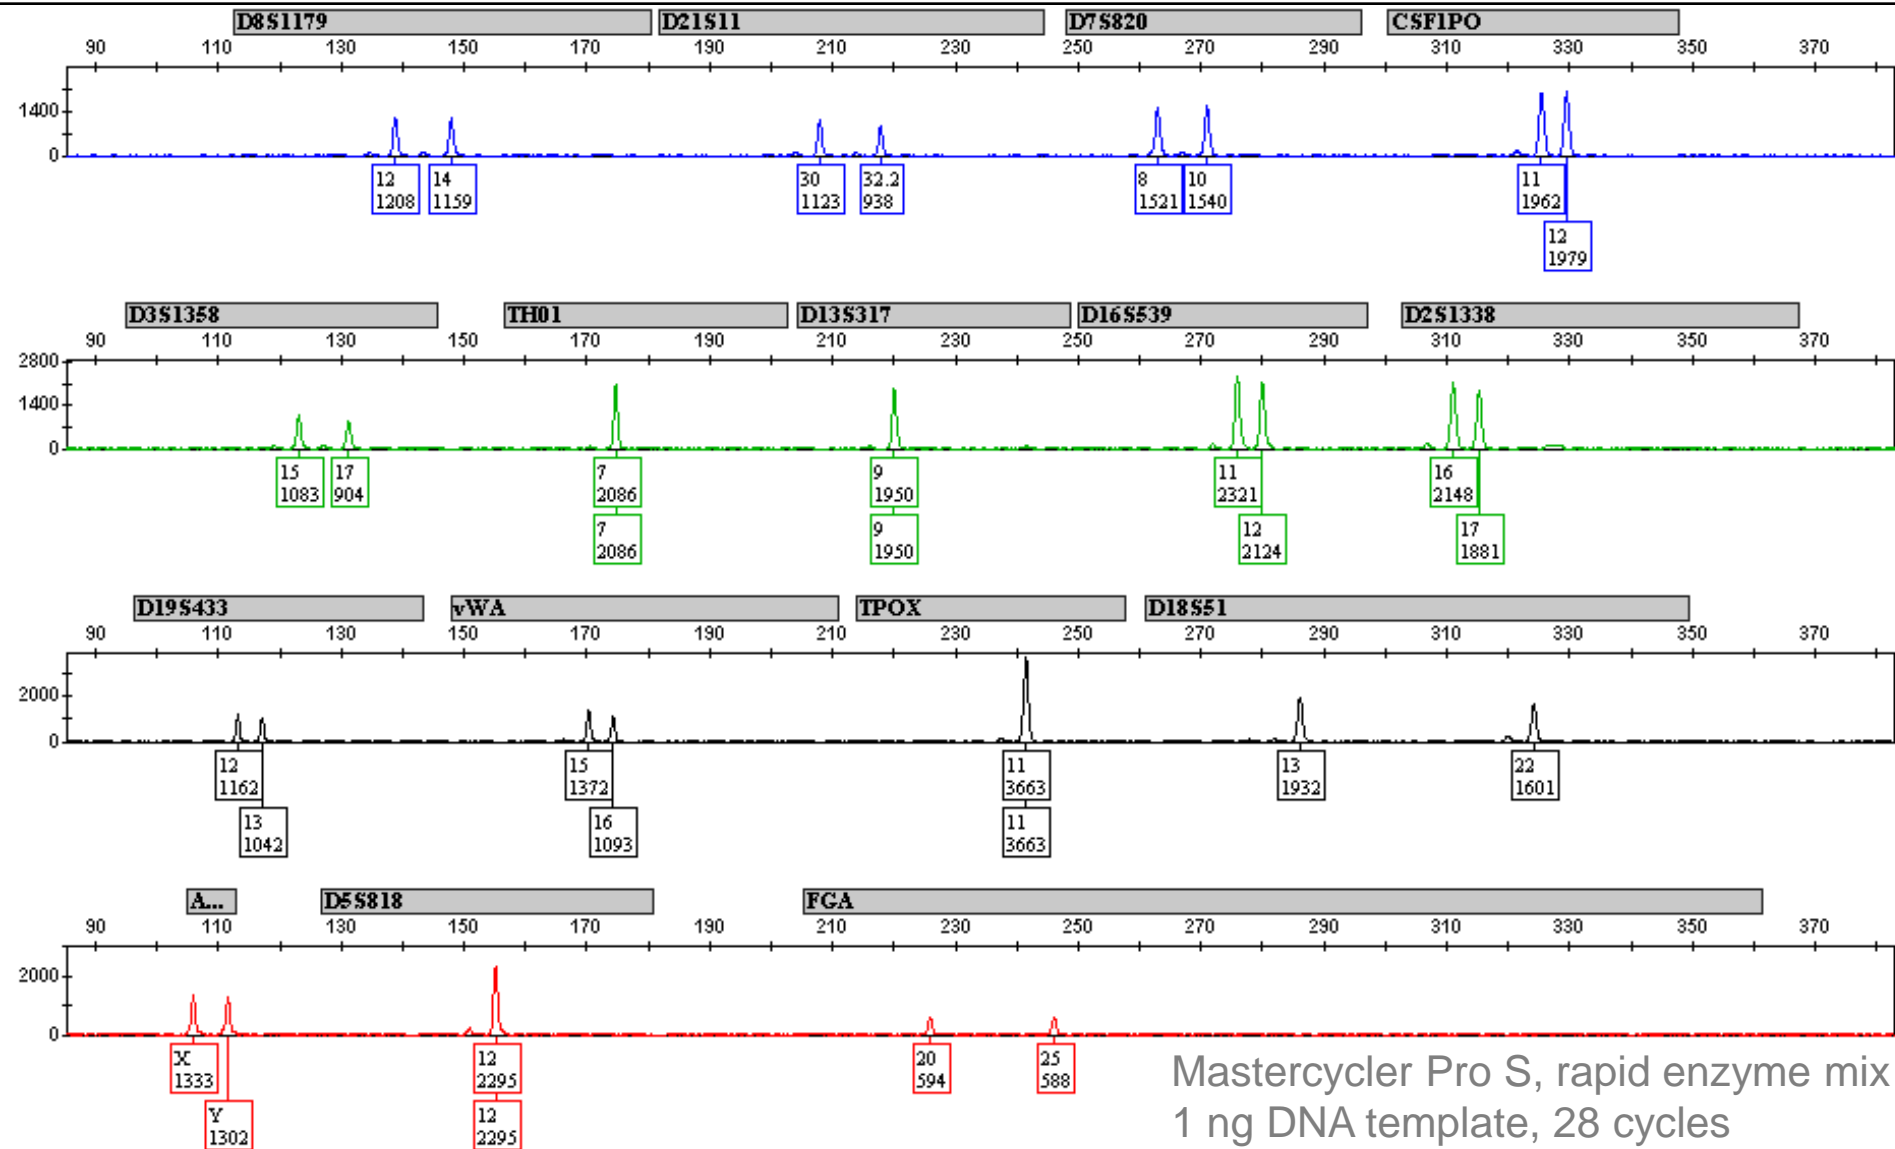 D8S1179 D21S11 D7S820 CSF1PO
90 110 130 150 170 190 210 230 250 270 290 310 330 350 370
1400
0
12 14 30 32.2 8 10 11
1208 1159 1123 938 1521 1540 1962
12
1979
D3S1358 TH01 D13S317 D16S539 D2S1338
90 110 130 150 170 190 210 230 250 270 290 310 330 350 370
2800
1400
0
15 17 7 9 11 16
1083 904 2086 1950 2321 2148
7 9 12 17
2086 1950 2124 1881
D19S433 vWA TPOX D18S51
90 110 130 150 170 190 210 230 250 270 290 310 330 350 370
2000
0
12 15 11 13 22
1162 1372 3663 1932 1601
13 16 11
1042 1093 3663
A... D5S818 FGA
90 110 130 150 170 190 210 230 250 270 290 310 330 350 370
2000
0
X 12 20 25
1333 2295 594 588
Y 12
1302 2295
Mastercycler Pro S, rapid enzyme mix
1 ng DNA template, 28 cycles